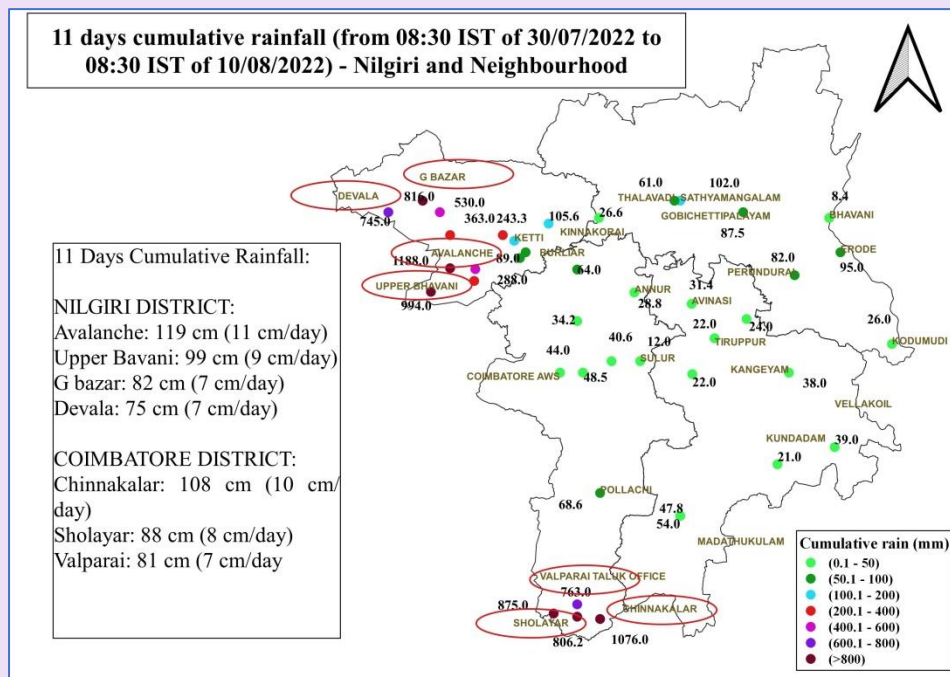 11 days cumulative rainfall (from 08:30 IST of 30/07/2022 to
08:30 IST of 10/08/2022) - Nilgiri and Neighbourhood
G BAZAR
DEVALA
816.0
530.0
745.0
363.0
243.3
105.6
26.6
KETTI
KINNAKORAI
61.0
102.0
THALAVADI
SATHYAMANGALAM
GOBICHETTIPALAYAM
87.5
8.4
BHAVANI
AVALANCHE
89.0
BURLIAR
1188.0
288.0
64.0
UPPER BHAVANI
994.0
82.0
ERODE
95.0
PERUNDURAI
31.4
ANNUR
28.8
AVINASI
34.2
22.0
24.0
TIRUPPUR
26.0
KODUMUDI
40.6
12.0
44.0
SULUR
COIMBATORE AWS
48.5
22.0
KANGEYAM
38.0
VELLAKOIL
KUNDADAM
39.0
21.0
POLLACHI
68.6
47.8
54.0
MADATHUKULAM
VALPARAI TALUK OFFICE
763.0
875.0
CHINNAKALAR
SHOLAYAR
806.2
1076.0
11 Days Cumulative Rainfall:
NILGIRI DISTRICT:
Avalanche: 119 cm (11 cm/day)
Upper Bavani: 99 cm (9 cm/day)
G bazar: 82 cm (7 cm/day)
Devala: 75 cm (7 cm/day)
COIMBATORE DISTRICT:
Chinnakalar: 108 cm (10 cm/
day)
Sholayar: 88 cm (8 cm/day)
Valparai: 81 cm (7 cm/day
Cumulative rain (mm)
(0.1 - 50)
(50.1 - 100)
(100.1 - 200)
(200.1 - 400)
(400.1 - 600)
(600.1 - 800)
(>800)